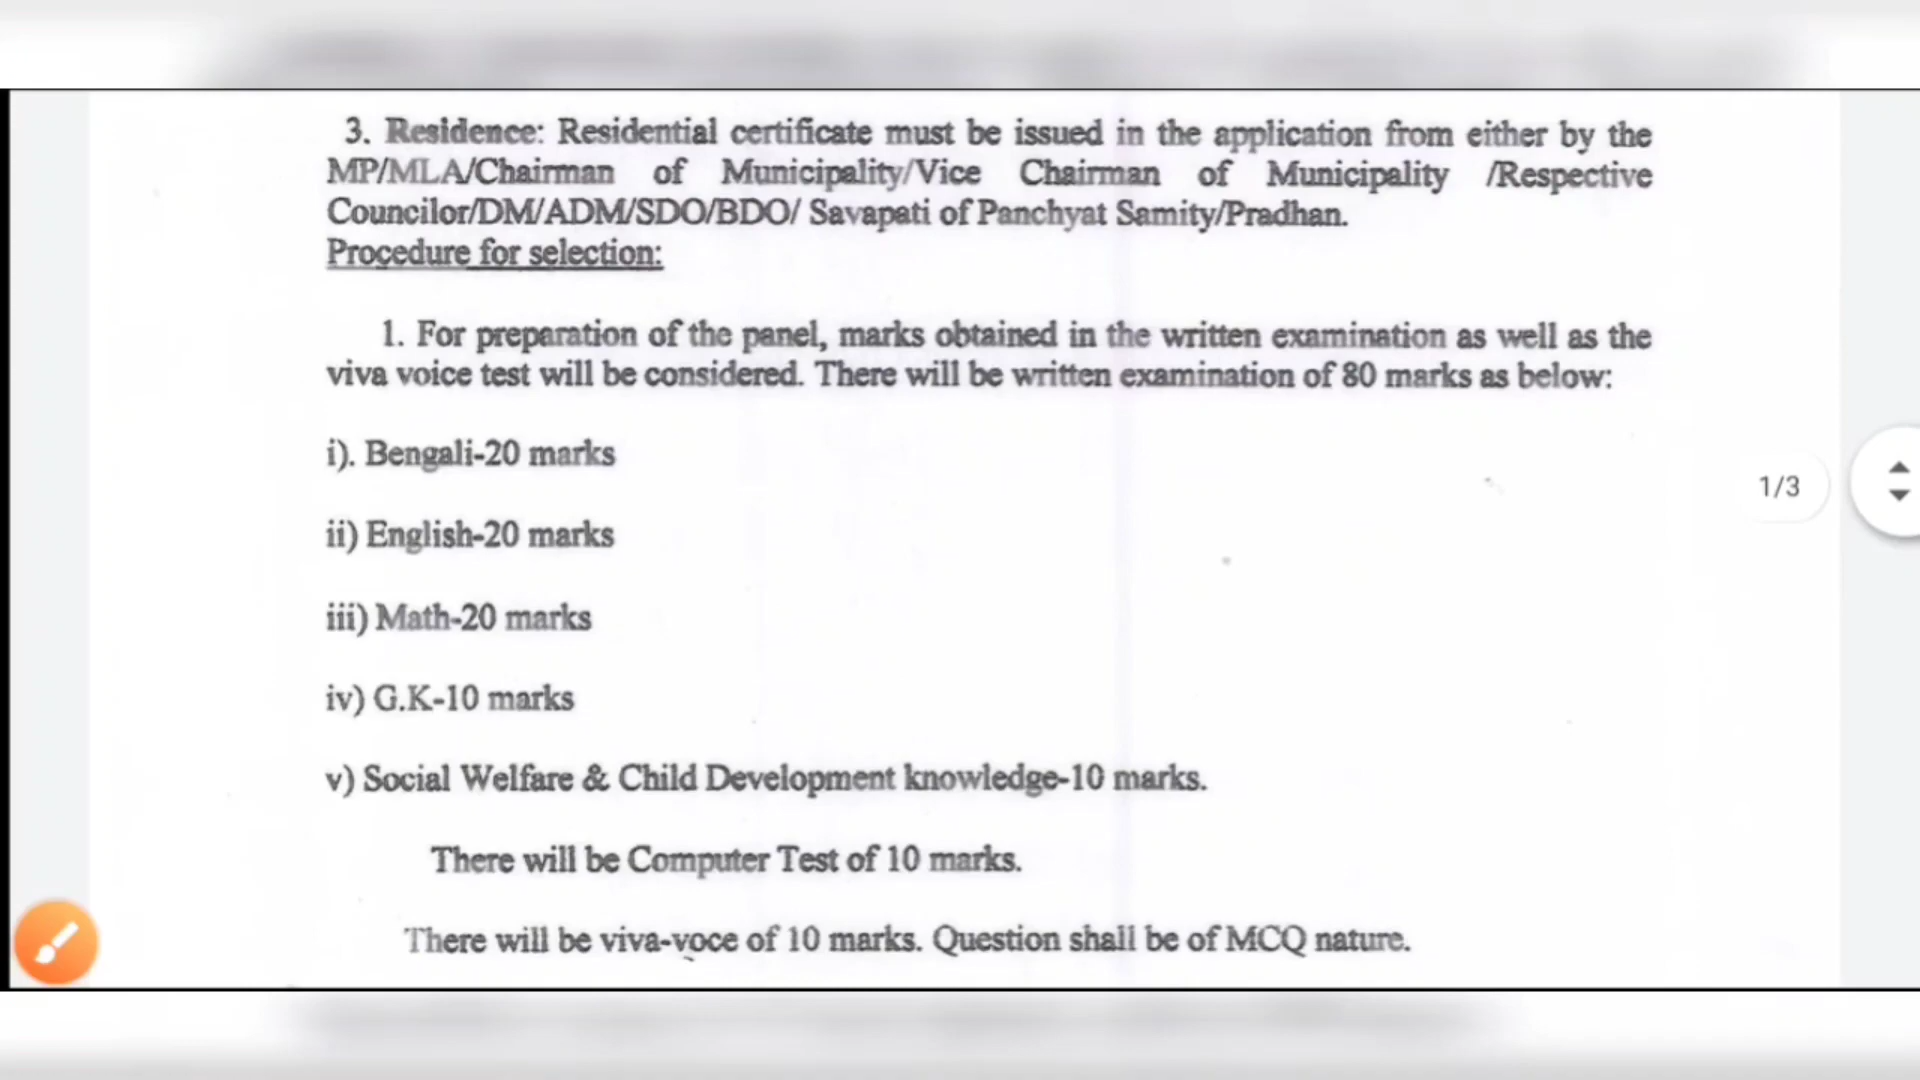 3. Residence: Residential certificate must be issued in the application from either by the
MP/MLA/Chairman of Municipality/Vice Chairman of Municipality /Respective
Councilor/DM/ADM/SDO/BDO/ Savapati of Panchyat Samity/Pradhan.
Procedure for selection:
1. For preparation of the panel, marks obtained in the written examination as well as the
viva voice test will be considered. There will be written examination of 80 marks as below:
i). Bengali-20 marks
ii) English-20 marks
1/3
iii) Math-20 marks
iv) G.K-10 marks
v) Social Welfare & Child Development knowledge-10 marks.
There will be Computer Test of 10 marks.
There will be viva-voce of 10 marks. Question shall be of MCQ nature.